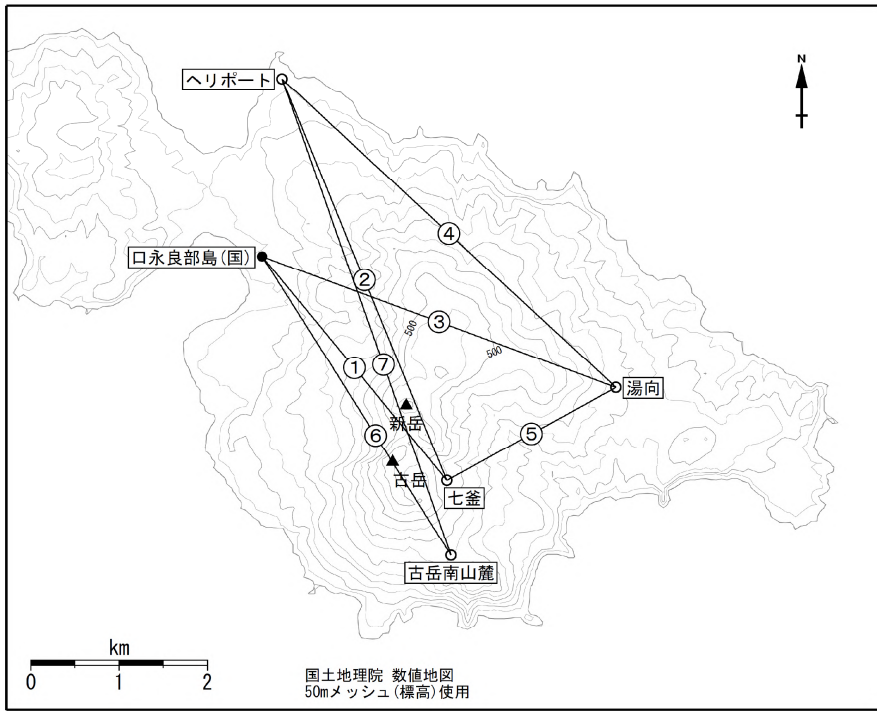 N
ヘリポート
④
口永良部島(国)
②
③
500
500
①
⑦
湯向
新岳
⑥
⑤
古岳
七釜
古岳南山麓
km
0 1 2
国土地理院 数値地図
50mメッシュ(標高)使用